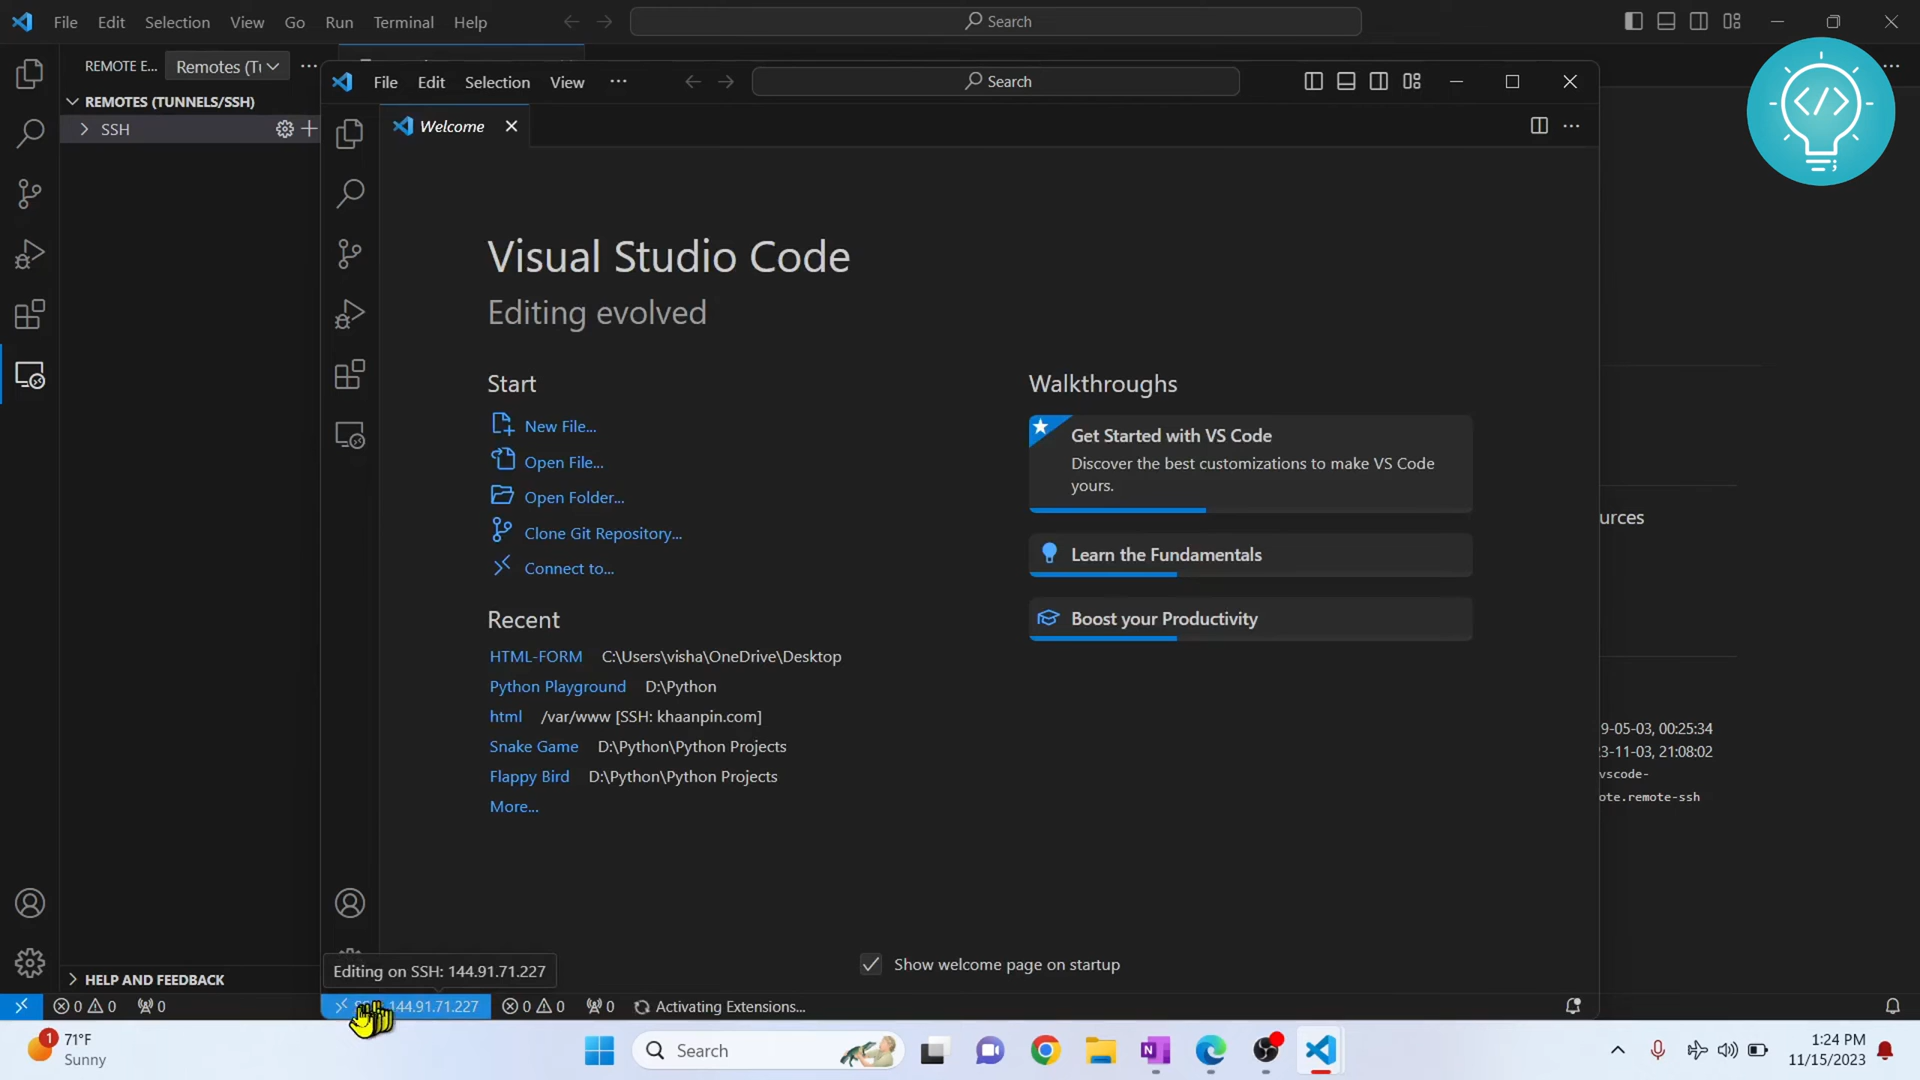 File Edit Selection View Go Run Terminal Help
Search
REMOTE E... Remotes (Tu
REMOTES (TUNNELS/SSH)
SSH
File Edit Selection View
Search
Welcome
Visual Studio Code
Editing evolved
Start
New File...
Open File...
Open Folder...
Clone Git Repository...
Connect to...
Recent
HTML-FORM C:\Users\visha\OneDrive\Desktop
Python Playground D:\Python
html /var/www [SSH: khaanpin.com]
Snake Game D:\Python\Python Projects
Flappy Bird D:\Python\Python Projects
More...
Walkthroughs
Get Started with VS Code
Discover the best customizations to make VS Code
yours.
Learn the Fundamentals
Boost your Productivity
urces
9-05-03, 00:25:34
3-11-03, 21:08:02
vscode-
ote.remote-ssh
Show welcome page on startup
HELP AND FEEDBACK
Editing on SSH: 144.91.71.227
0 0 0
144.91.71.227 0 0 0 Activating Extensions...
1
71°F
Sunny
Search
1:24 PM
11/15/2023